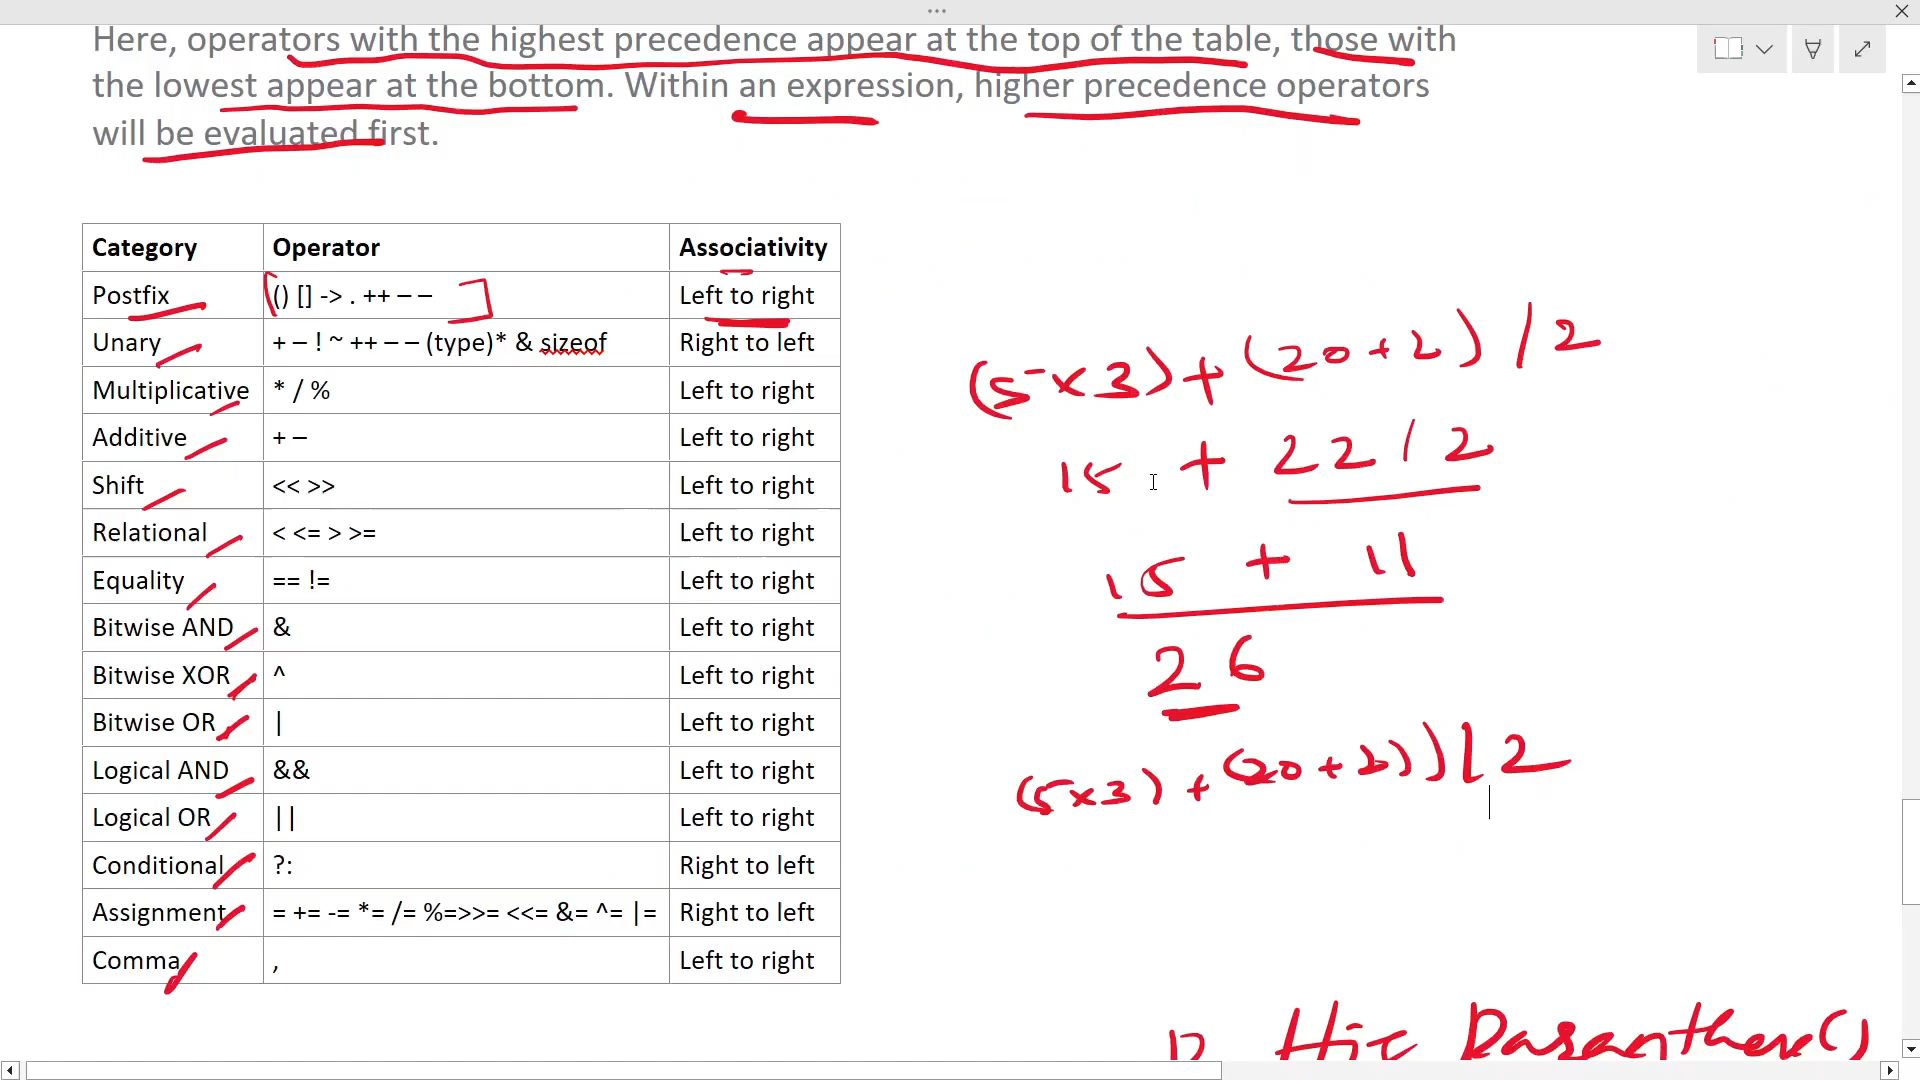 Here, operators with the highest precedence appear at the top of the table, those with
the lowest appear at the bottom. Within an expression, higher precedence operators
will be evaluated first.
Category Operator Associativity
Postfix () [] -> . ++ – – Left to right
Unary + – ! ~ ++ – – (type)* & sizeof Right to left
Multiplicative * / % Left to right
Additive + – Left to right
Shift << >> Left to right
Relational < <= > >= Left to right
Equality == != Left to right
Bitwise AND & Left to right
Bitwise XOR ^ Left to right
Bitwise OR | Left to right
Logical AND && Left to right
Logical OR || Left to right
Conditional ?: Right to left
Assignment = += -= *= /= %=>>= <<= &= ^= |= Right to left
Comma , Left to right
(5x3)+(20+2)/2
15 + 22/2
15 + 11
26
(5x3)+(20+2))/2